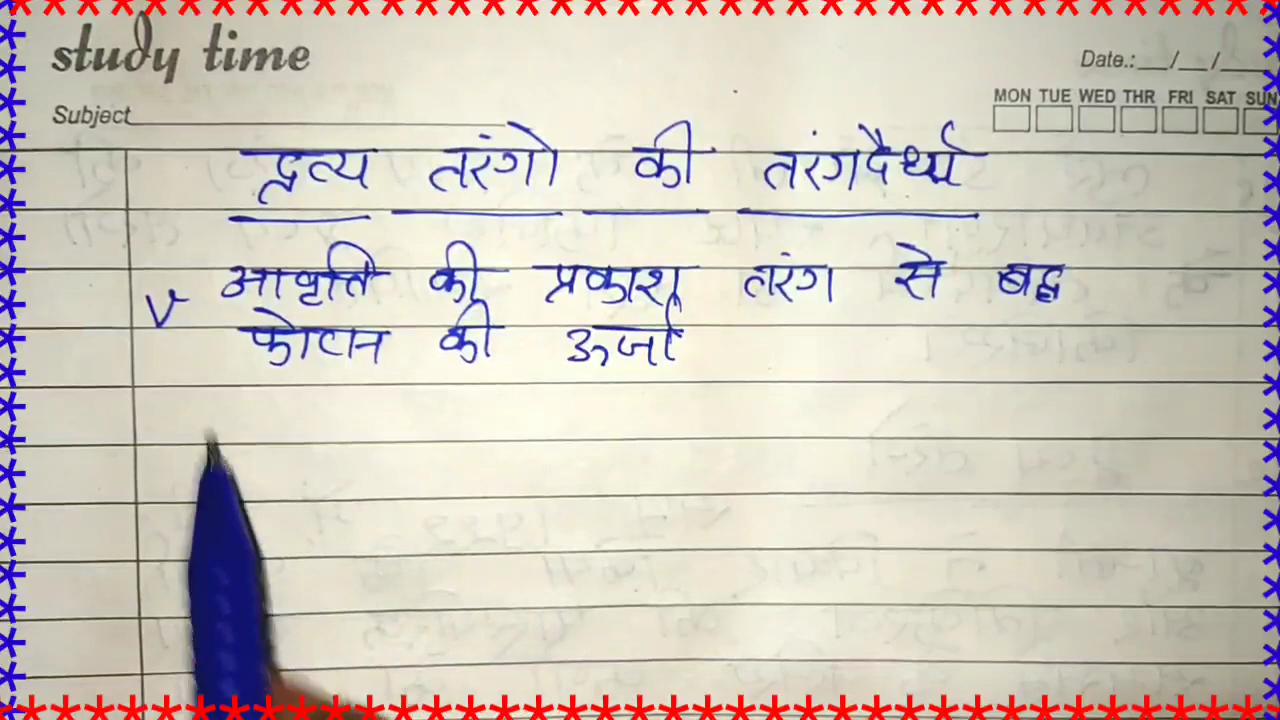 study time
Date.:__/__/___
Subject
MON TUE WED THR FRI SAT SUN
द्रव्य तरंगो की तरंगदैर्ध्य
ν आवृत्ति की प्रकाश तरंग से बद्ध
फोटान की ऊर्जा